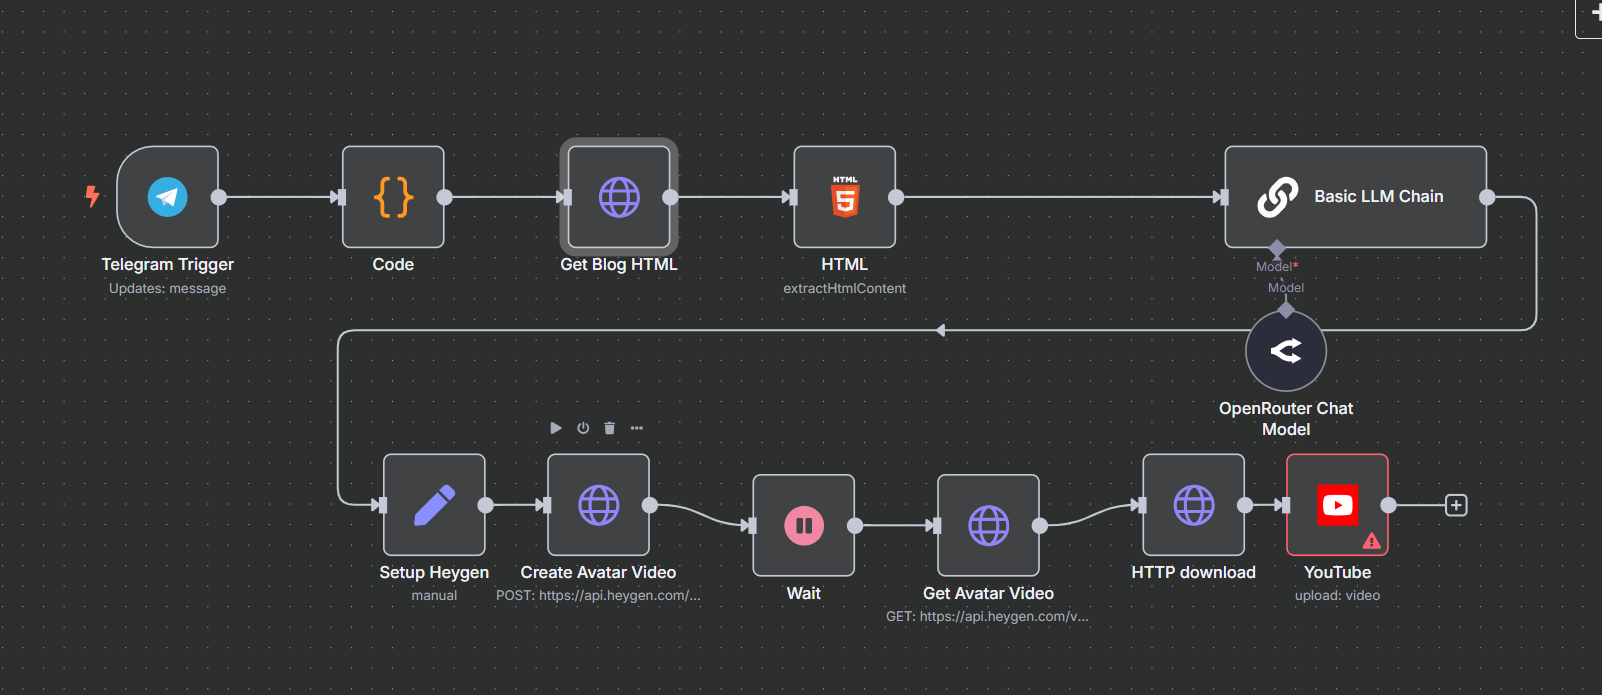 Telegram Trigger
Updates: message
Code
Get Blog HTML
HTML
HTML
extractHtmlContent
Basic LLM Chain
Model*
Model
OpenRouter Chat
Model
Setup Heygen
manual
Create Avatar Video
POST: https://api.heygen.com/...
Wait
Get Avatar Video
GET: https://api.heygen.com/v...
HTTP download
YouTube
upload: video